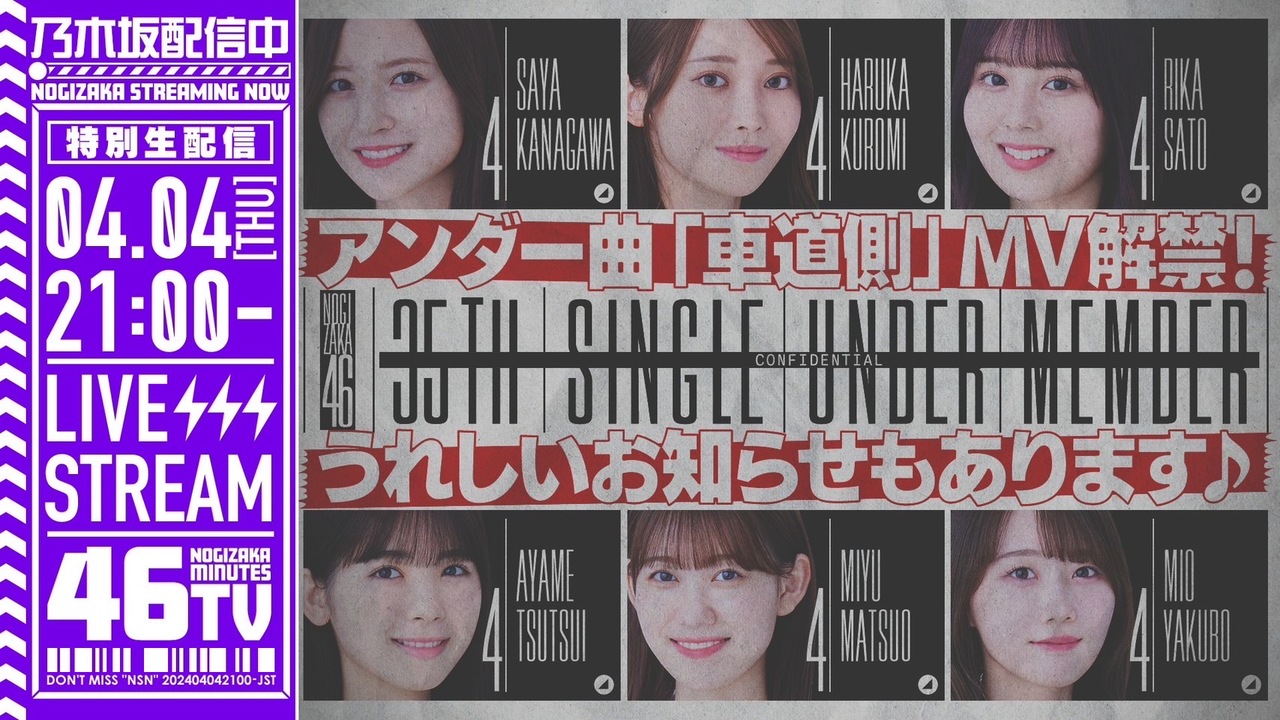 乃木坂配信中
NOGIZAKA STREAMING NOW
特別生配信
04.04 [THU]
21:00-
LIVE
STREAM
46
NOGIZAKA
MINUTES
TV
DON'T MISS "NSN" 202404042100-JST
4 SAYA KANAGAWA
4 HARUKA KUROMI
4 RIKA SATO
アンダー曲「車道側」MV解禁!
NOGI
ZAKA
46
35TH SINGLE UNDER MEMBER
CONFIDENTIAL
うれしいお知らせもあります♪
4 AYAME TSUTSUI
4 MIYU MATSUO
4 MIO YAKUBO